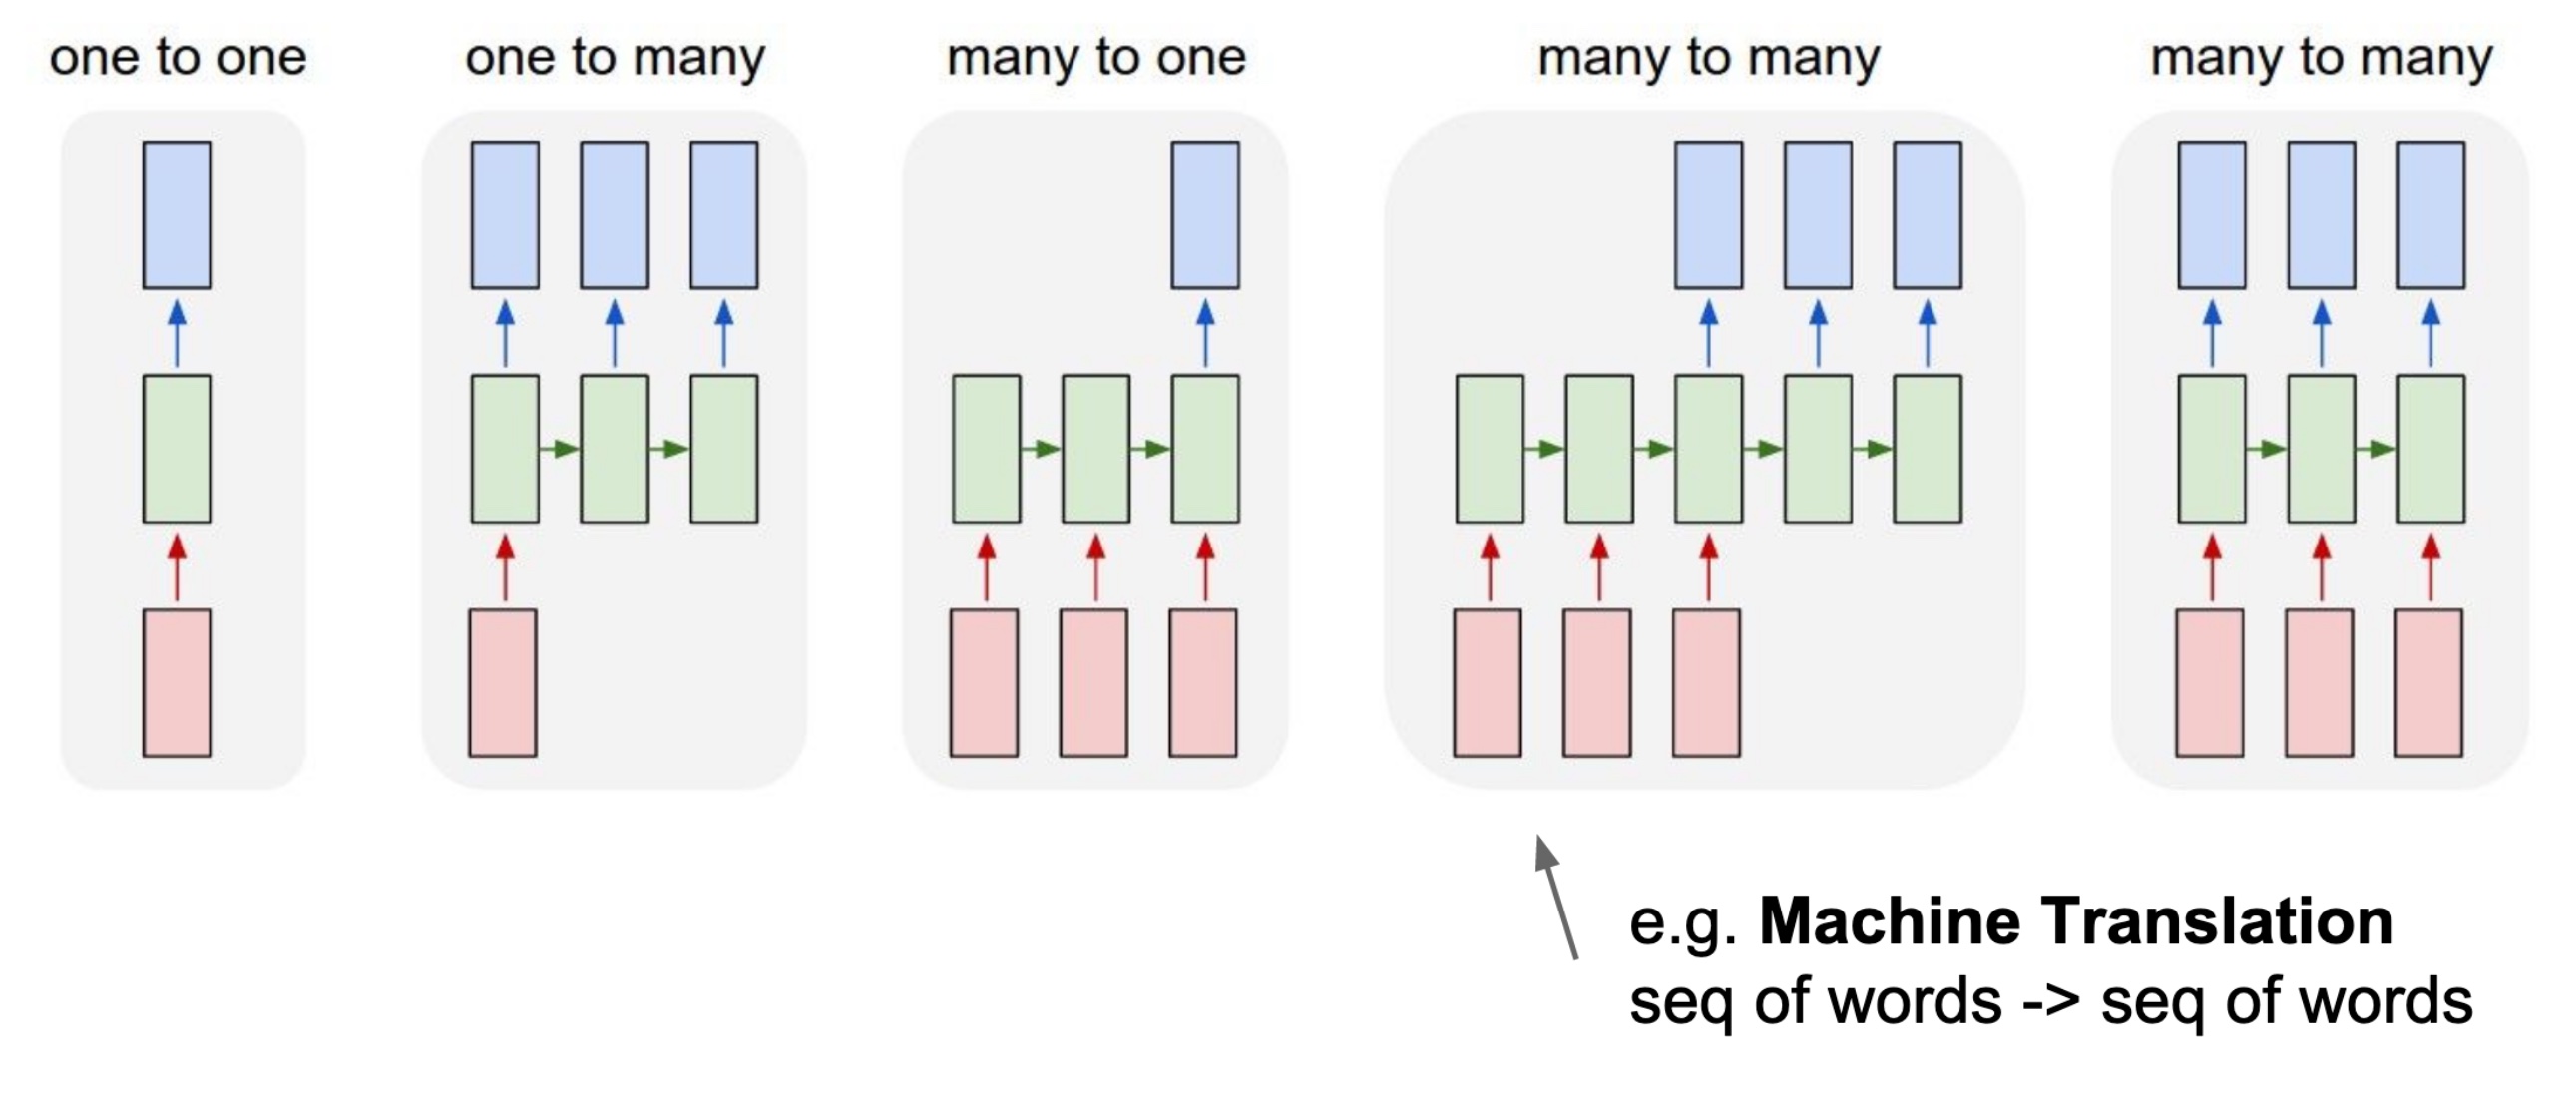 one to one
one to many
many to one
many to many
many to many
e.g. Machine Translation
seq of words -> seq of words